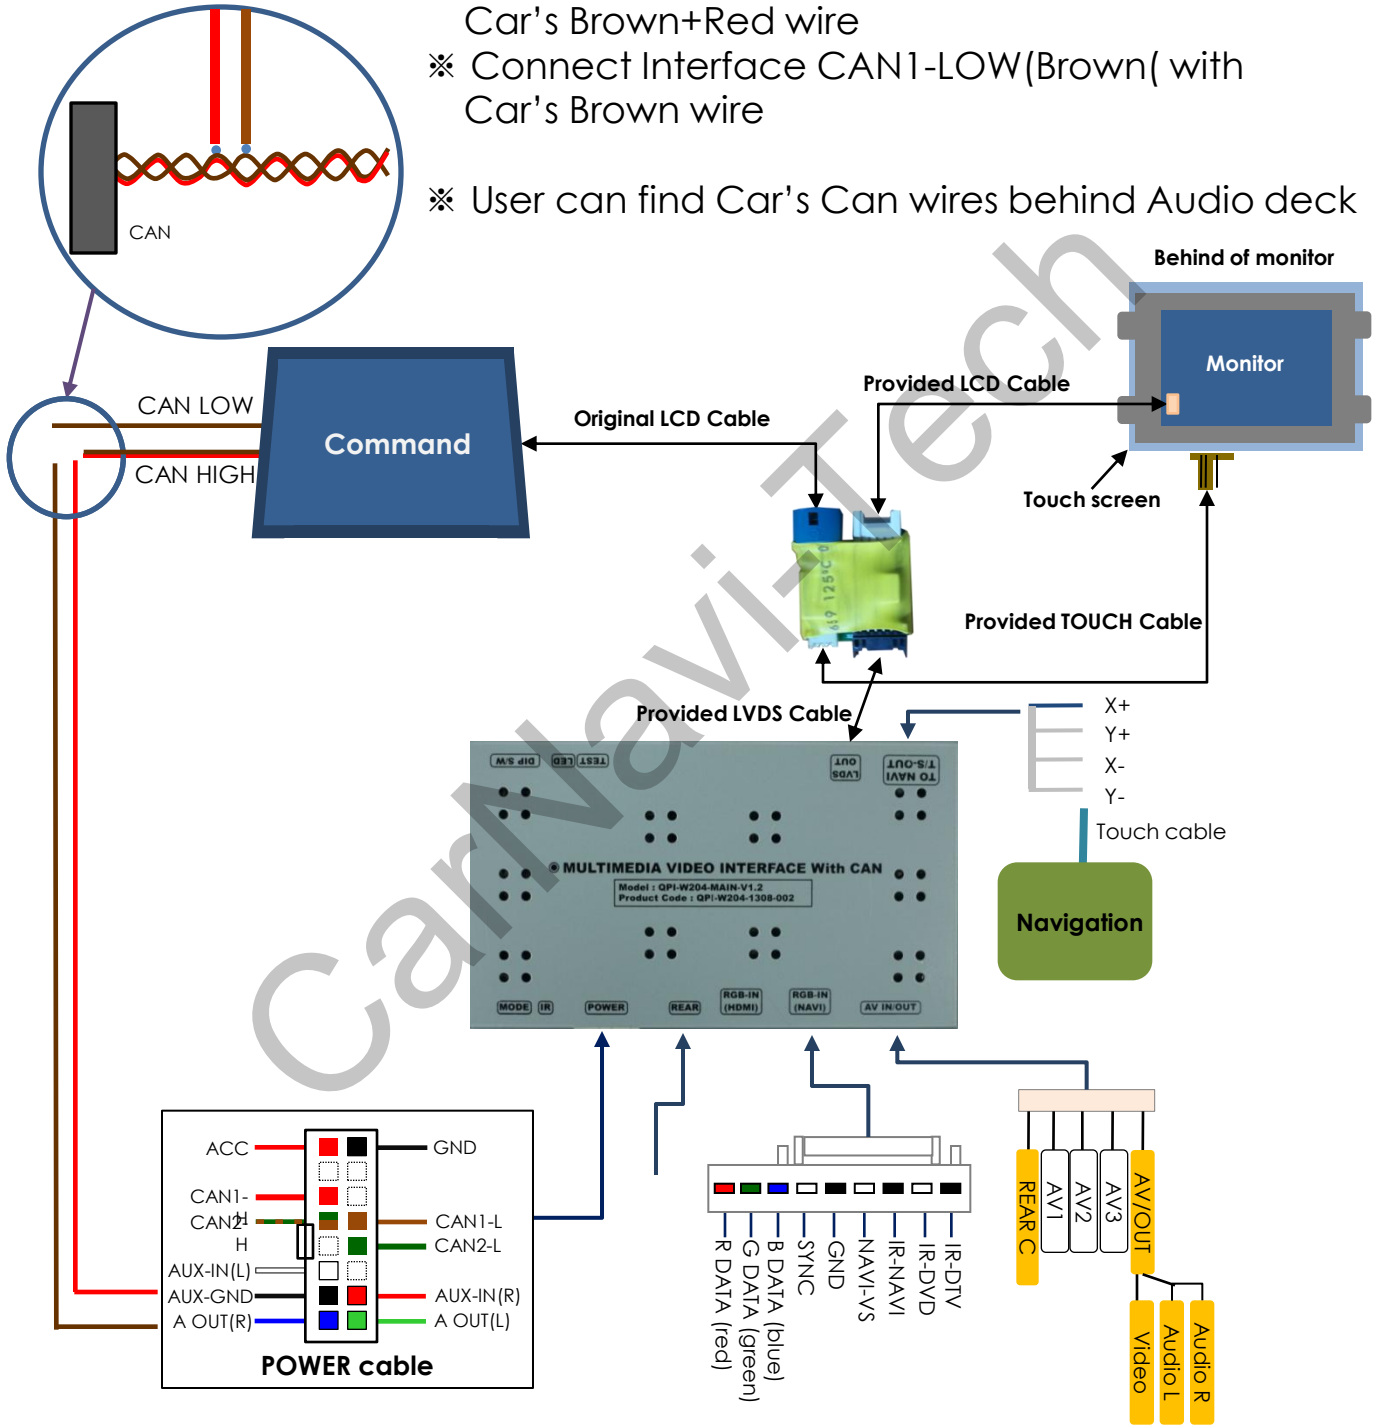 Car's Brown+Red wire
※ Connect Interface CAN1-LOW(Brown( with
Car's Brown wire
※ User can find Car's Can wires behind Audio deck
CAN
Behind of monitor
Monitor
Provided LCD Cable
CAN LOW
Original LCD Cable
Command
CAN HIGH
Touch screen
6E9 125°C 0
Provided TOUCH Cable
Provided LVDS Cable
X+
Y+
X-
Y-
Touch cable
Navigation
DIP S/W
LED
TEST
LVDS
OUT
TO NAVI
T/S-OUT
MULTIMEDIA VIDEO INTERFACE With CAN
Model : QPI-W204-MAIN-V1.2
Product Code : QPI-W204-1308-002
MODE
IR
POWER
REAR
RGB-IN
(HDMI)
RGB-IN
(NAVI)
AV IN/OUT
CarNavi-Tech
ACC
GND
CAN1-
H
CAN2-
H
CAN1-L
CAN2-L
AUX-IN(L)
AUX-GND
AUX-IN(R)
A OUT(R)
A OUT(L)
POWER cable
R DATA (red)
G DATA (green)
B DATA (blue)
SYNC
GND
NAVI-VS
IR-NAVI
IR-DVD
IR-DTV
REAR C
AV1
AV2
AV3
AV/OUT
Video
Audio L
Audio R